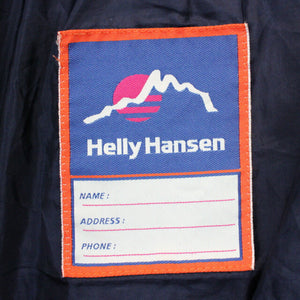 Helly Hansen
NAME :
ADDRESS :
PHONE :